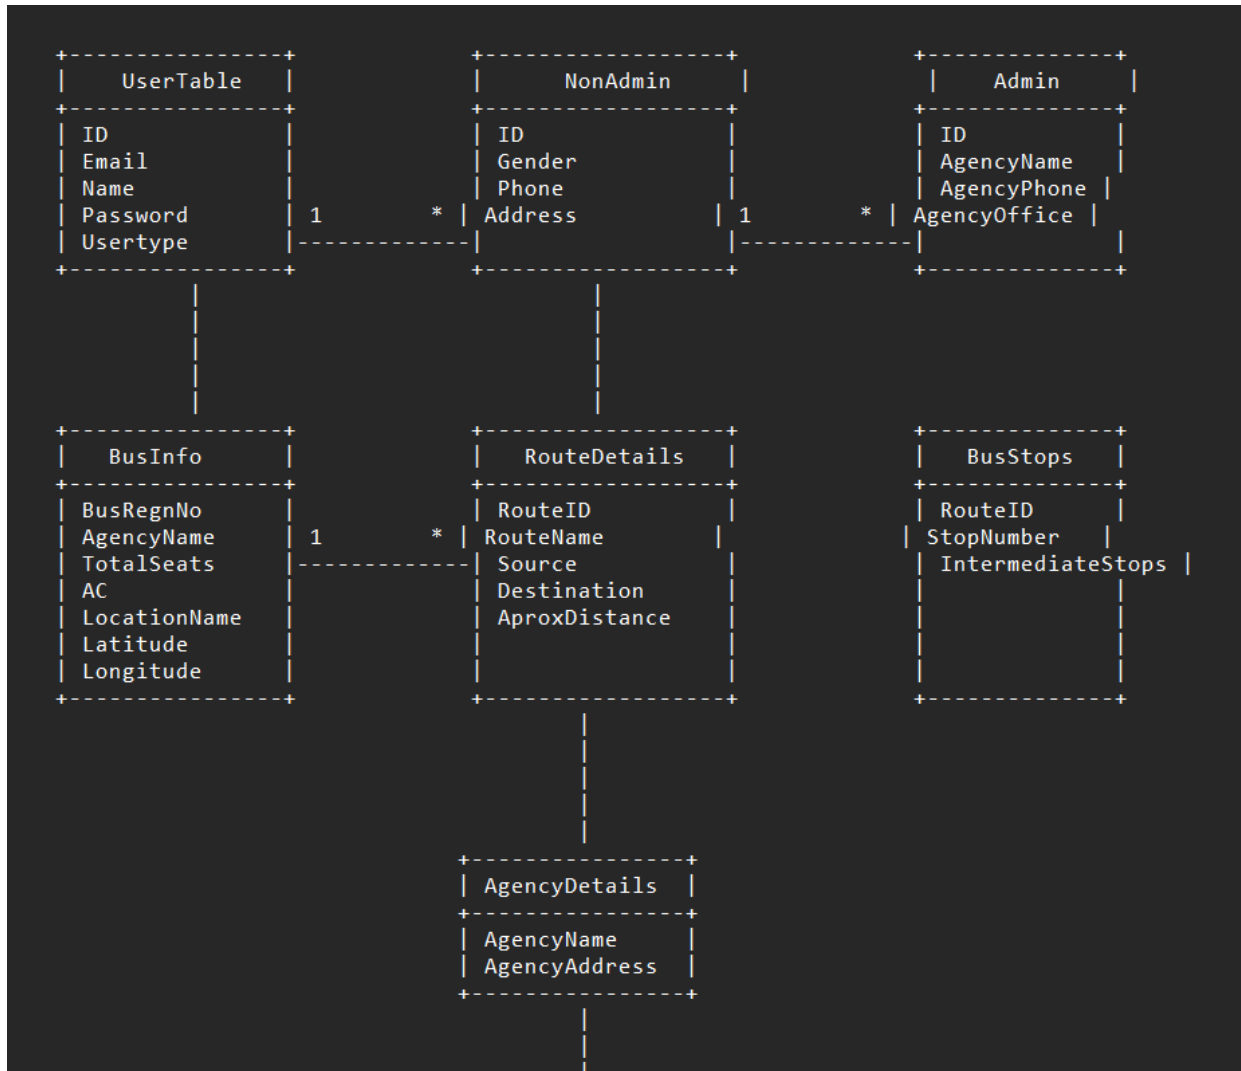 +----------------+              +-------------------+              +--------------+
|    UserTable   |              |      NonAdmin      |              |    Admin      |
+----------------+              +-------------------+              +--------------+
| ID             |              | ID                |              | ID           |
| Email          |              | Gender            |              | AgencyName   |
| Name           |              | Phone             |              | AgencyPhone |
| Password       | 1        * | Address          | 1        * | AgencyOffice |
| Usertype       |-------------|                   |-------------|               |
+----------------+              +-------------------+              +--------------+
          |                              |
          |                              |
          |                              |
          |                              |
          |                              |
+----------------+              +-------------------+              +--------------+
|   BusInfo      |              |   RouteDetails   |              |   BusStops   |
+----------------+              +-------------------+              +--------------+
| BusRegnNo      |              | RouteID           |              | RouteID      |
| AgencyName     | 1        * | RouteName        |              | StopNumber   |
| TotalSeats     |-------------| Source            |              | IntermediateStops |
| AC             |              | Destination       |              |              |
| LocationName   |              | AproxDistance     |              |              |
| Latitude       |              |                   |              |              |
| Longitude      |              |                   |              |              |
+----------------+              +-------------------+              +--------------+
                                        |
                                        |
                                        |
                                        |
                                        |
                               +----------------+
                               | AgencyDetails  |
                               +----------------+
                               | AgencyName     |
                               | AgencyAddress  |
                               +----------------+
                                        |
                                        |
                                        |